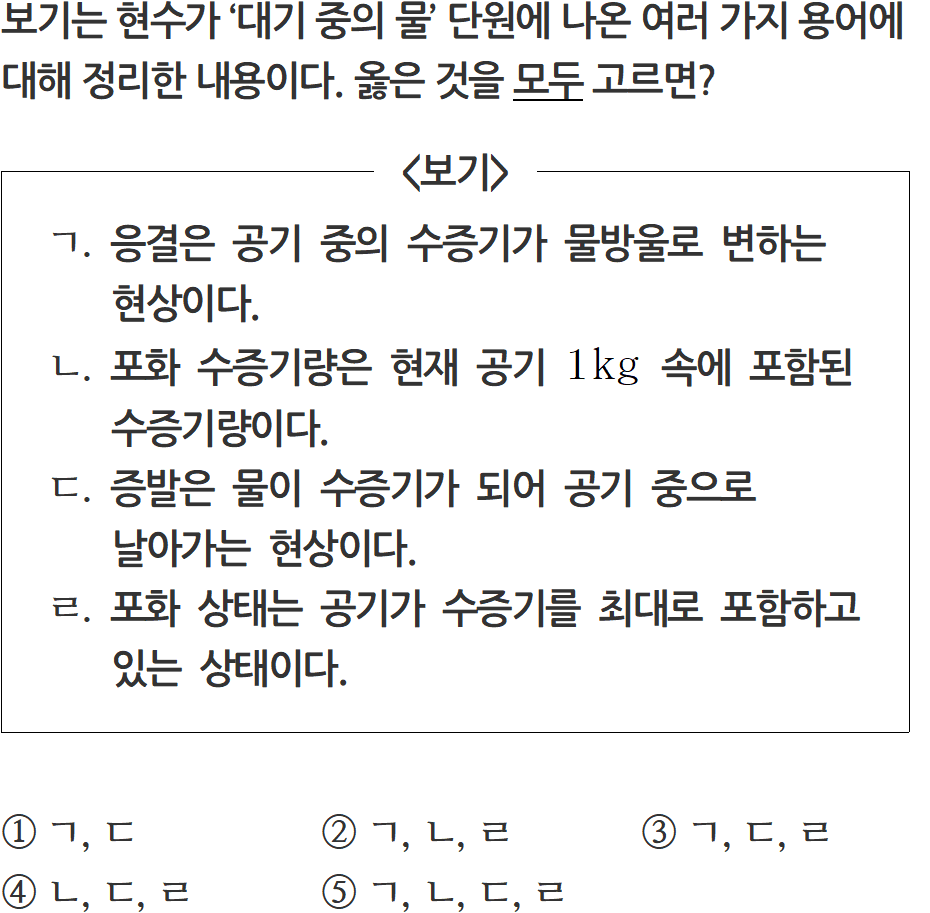 보기는 현수가 ‘대기 중의 물’ 단원에 나온 여러 가지 용어에
대해 정리한 내용이다. 옳은 것을 모두 고르면?
<보기>
ㄱ. 응결은 공기 중의 수증기가 물방울로 변하는
현상이다.
ㄴ. 포화 수증기량은 현재 공기 1kg 속에 포함된
수증기량이다.
ㄷ. 증발은 물이 수증기가 되어 공기 중으로
날아가는 현상이다.
ㄹ. 포화 상태는 공기가 수증기를 최대로 포함하고
있는 상태이다.
① ㄱ, ㄷ ② ㄱ, ㄴ, ㄹ ③ ㄱ, ㄷ, ㄹ
④ ㄴ, ㄷ, ㄹ ⑤ ㄱ, ㄴ, ㄷ, ㄹ